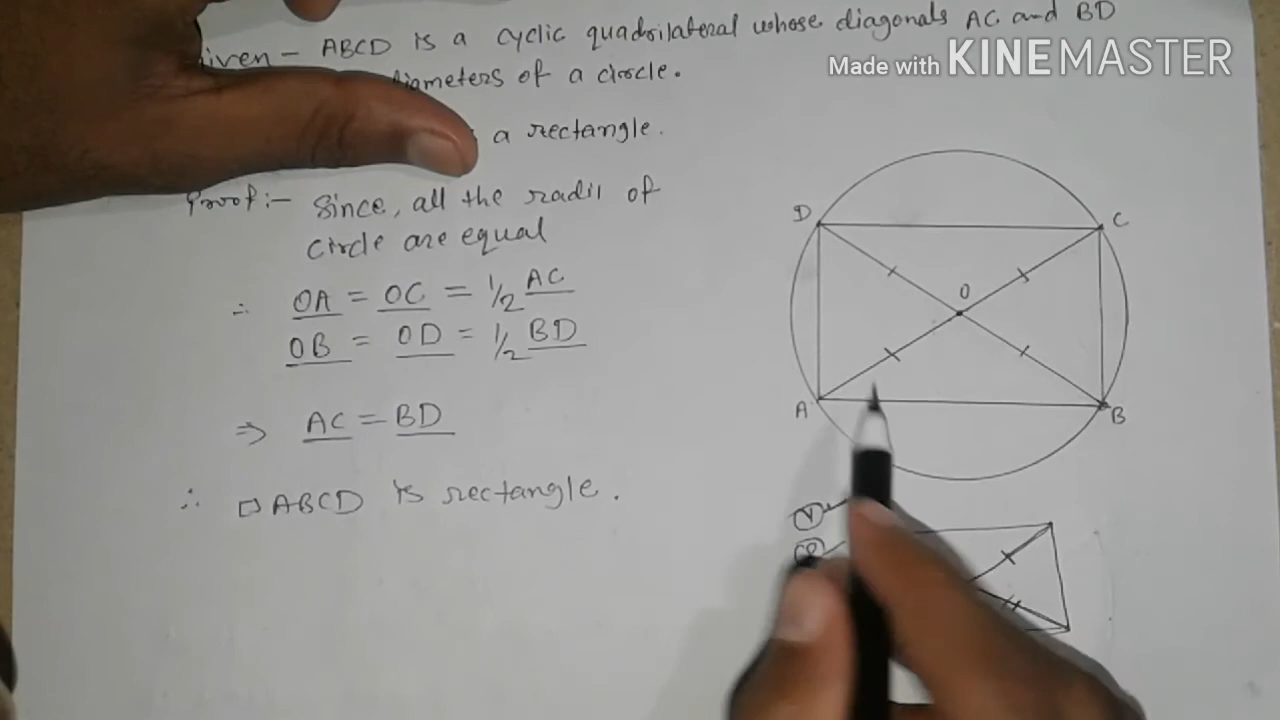 iven - ABCD is a cyclic quadrilateral whose diagonals AC and BD
Made with KINEMASTER
diameters of a circle.
a rectangle.
Proof :- Since, all the radii of
circle are equal
∴ OA = OC = 1/2 AC
OB = OD = 1/2 BD
⇒ AC = BD
∴ □ABCD is rectangle.
D
C
O
A
B